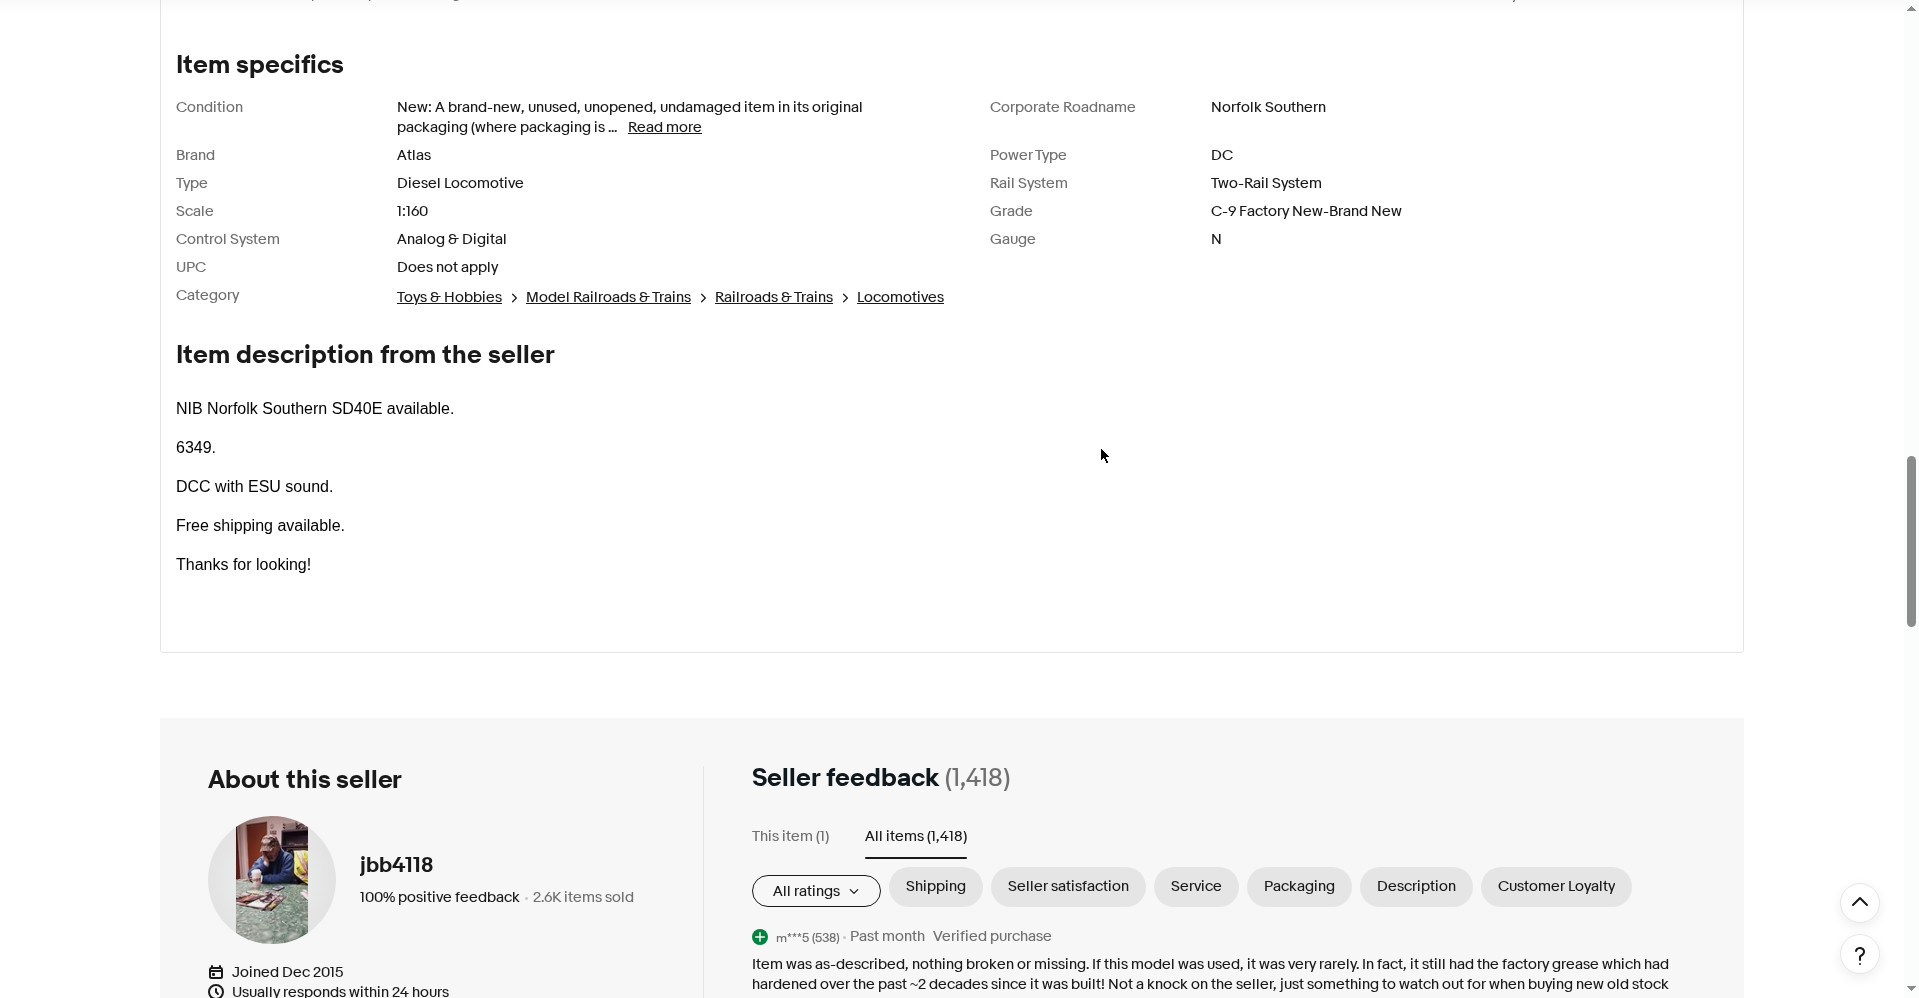 Item specifics
Condition
New: A brand-new, unused, unopened, undamaged item in its original
packaging (where packaging is ... Read more
Corporate Roadname
Norfolk Southern
Brand
Atlas
Power Type
DC
Type
Diesel Locomotive
Rail System
Two-Rail System
Scale
1:160
Grade
C-9 Factory New-Brand New
Control System
Analog & Digital
Gauge
N
UPC
Does not apply
Category
Toys & Hobbies > Model Railroads & Trains > Railroads & Trains > Locomotives
Item description from the seller
NIB Norfolk Southern SD40E available.
6349.
DCC with ESU sound.
Free shipping available.
Thanks for looking!
About this seller
jbb4118
100% positive feedback • 2.6K items sold
Joined Dec 2015
Usually responds within 24 hours
Seller feedback (1,418)
This item (1)
All items (1,418)
All ratings
Shipping
Seller satisfaction
Service
Packaging
Description
Customer Loyalty
m***5 (538) • Past month Verified purchase
Item was as-described, nothing broken or missing. If this model was used, it was very rarely. In fact, it still had the factory grease which had
hardened over the past ~2 decades since it was built! Not a knock on the seller, just something to watch out for when buying new old stock
?